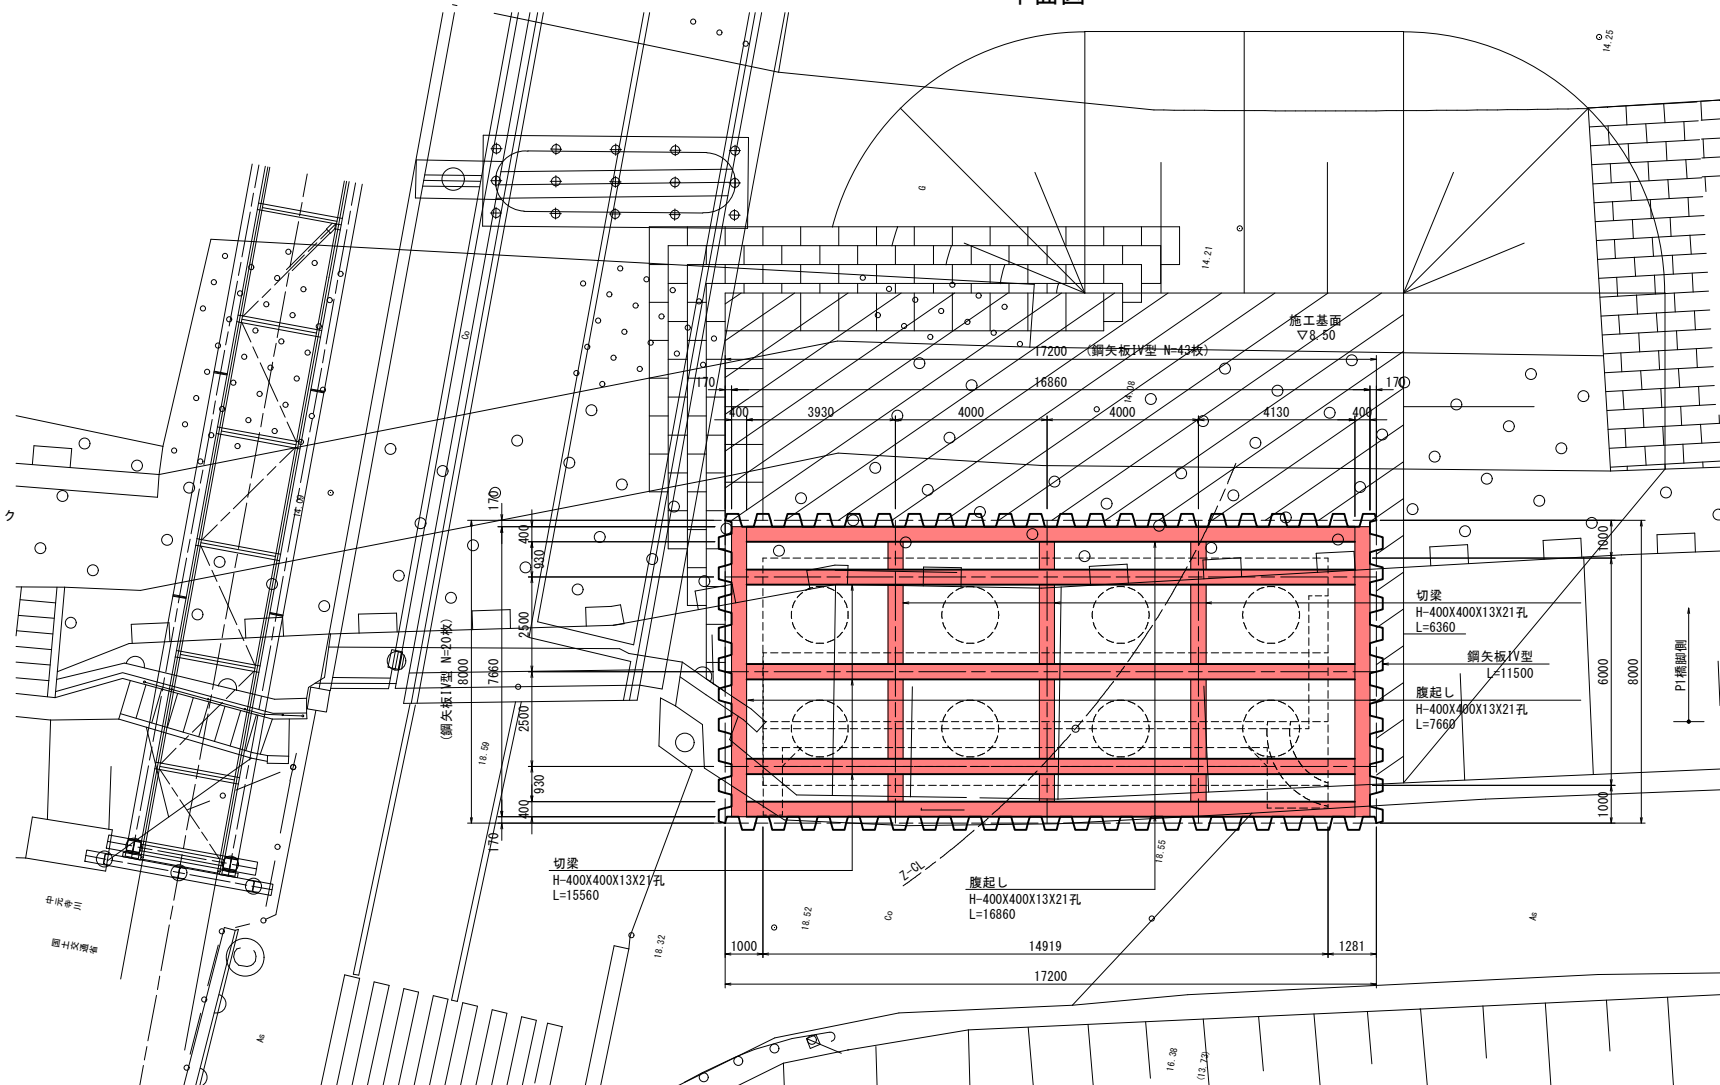 平面図
14.25
G
14.21
Co
施工基面
▽8.50
17200 (鋼矢板IV型 N=43枚)
170
16860
170
14.08
400
3930
4000
4000
4130
400
ク
14.09
170
400
930
2500
2500
930
400
170
7660
8000
(鋼矢板IV型 N=20枚)
1000
6000
1000
8000
P1橋脚側
切梁
H-400X400X13X21孔
L=6360
鋼矢板IV型
L=11500
腹起し
H-400X400X13X21孔
L=7660
18.59
切梁
H-400X400X13X21孔
L=15560
Z-CL
腹起し
H-400X400X13X21孔
L=16860
18.55
中元寺川
国土交通省
18.52
Co
As
18.32
1000
14919
1281
17200
As
16.38
(13.73)